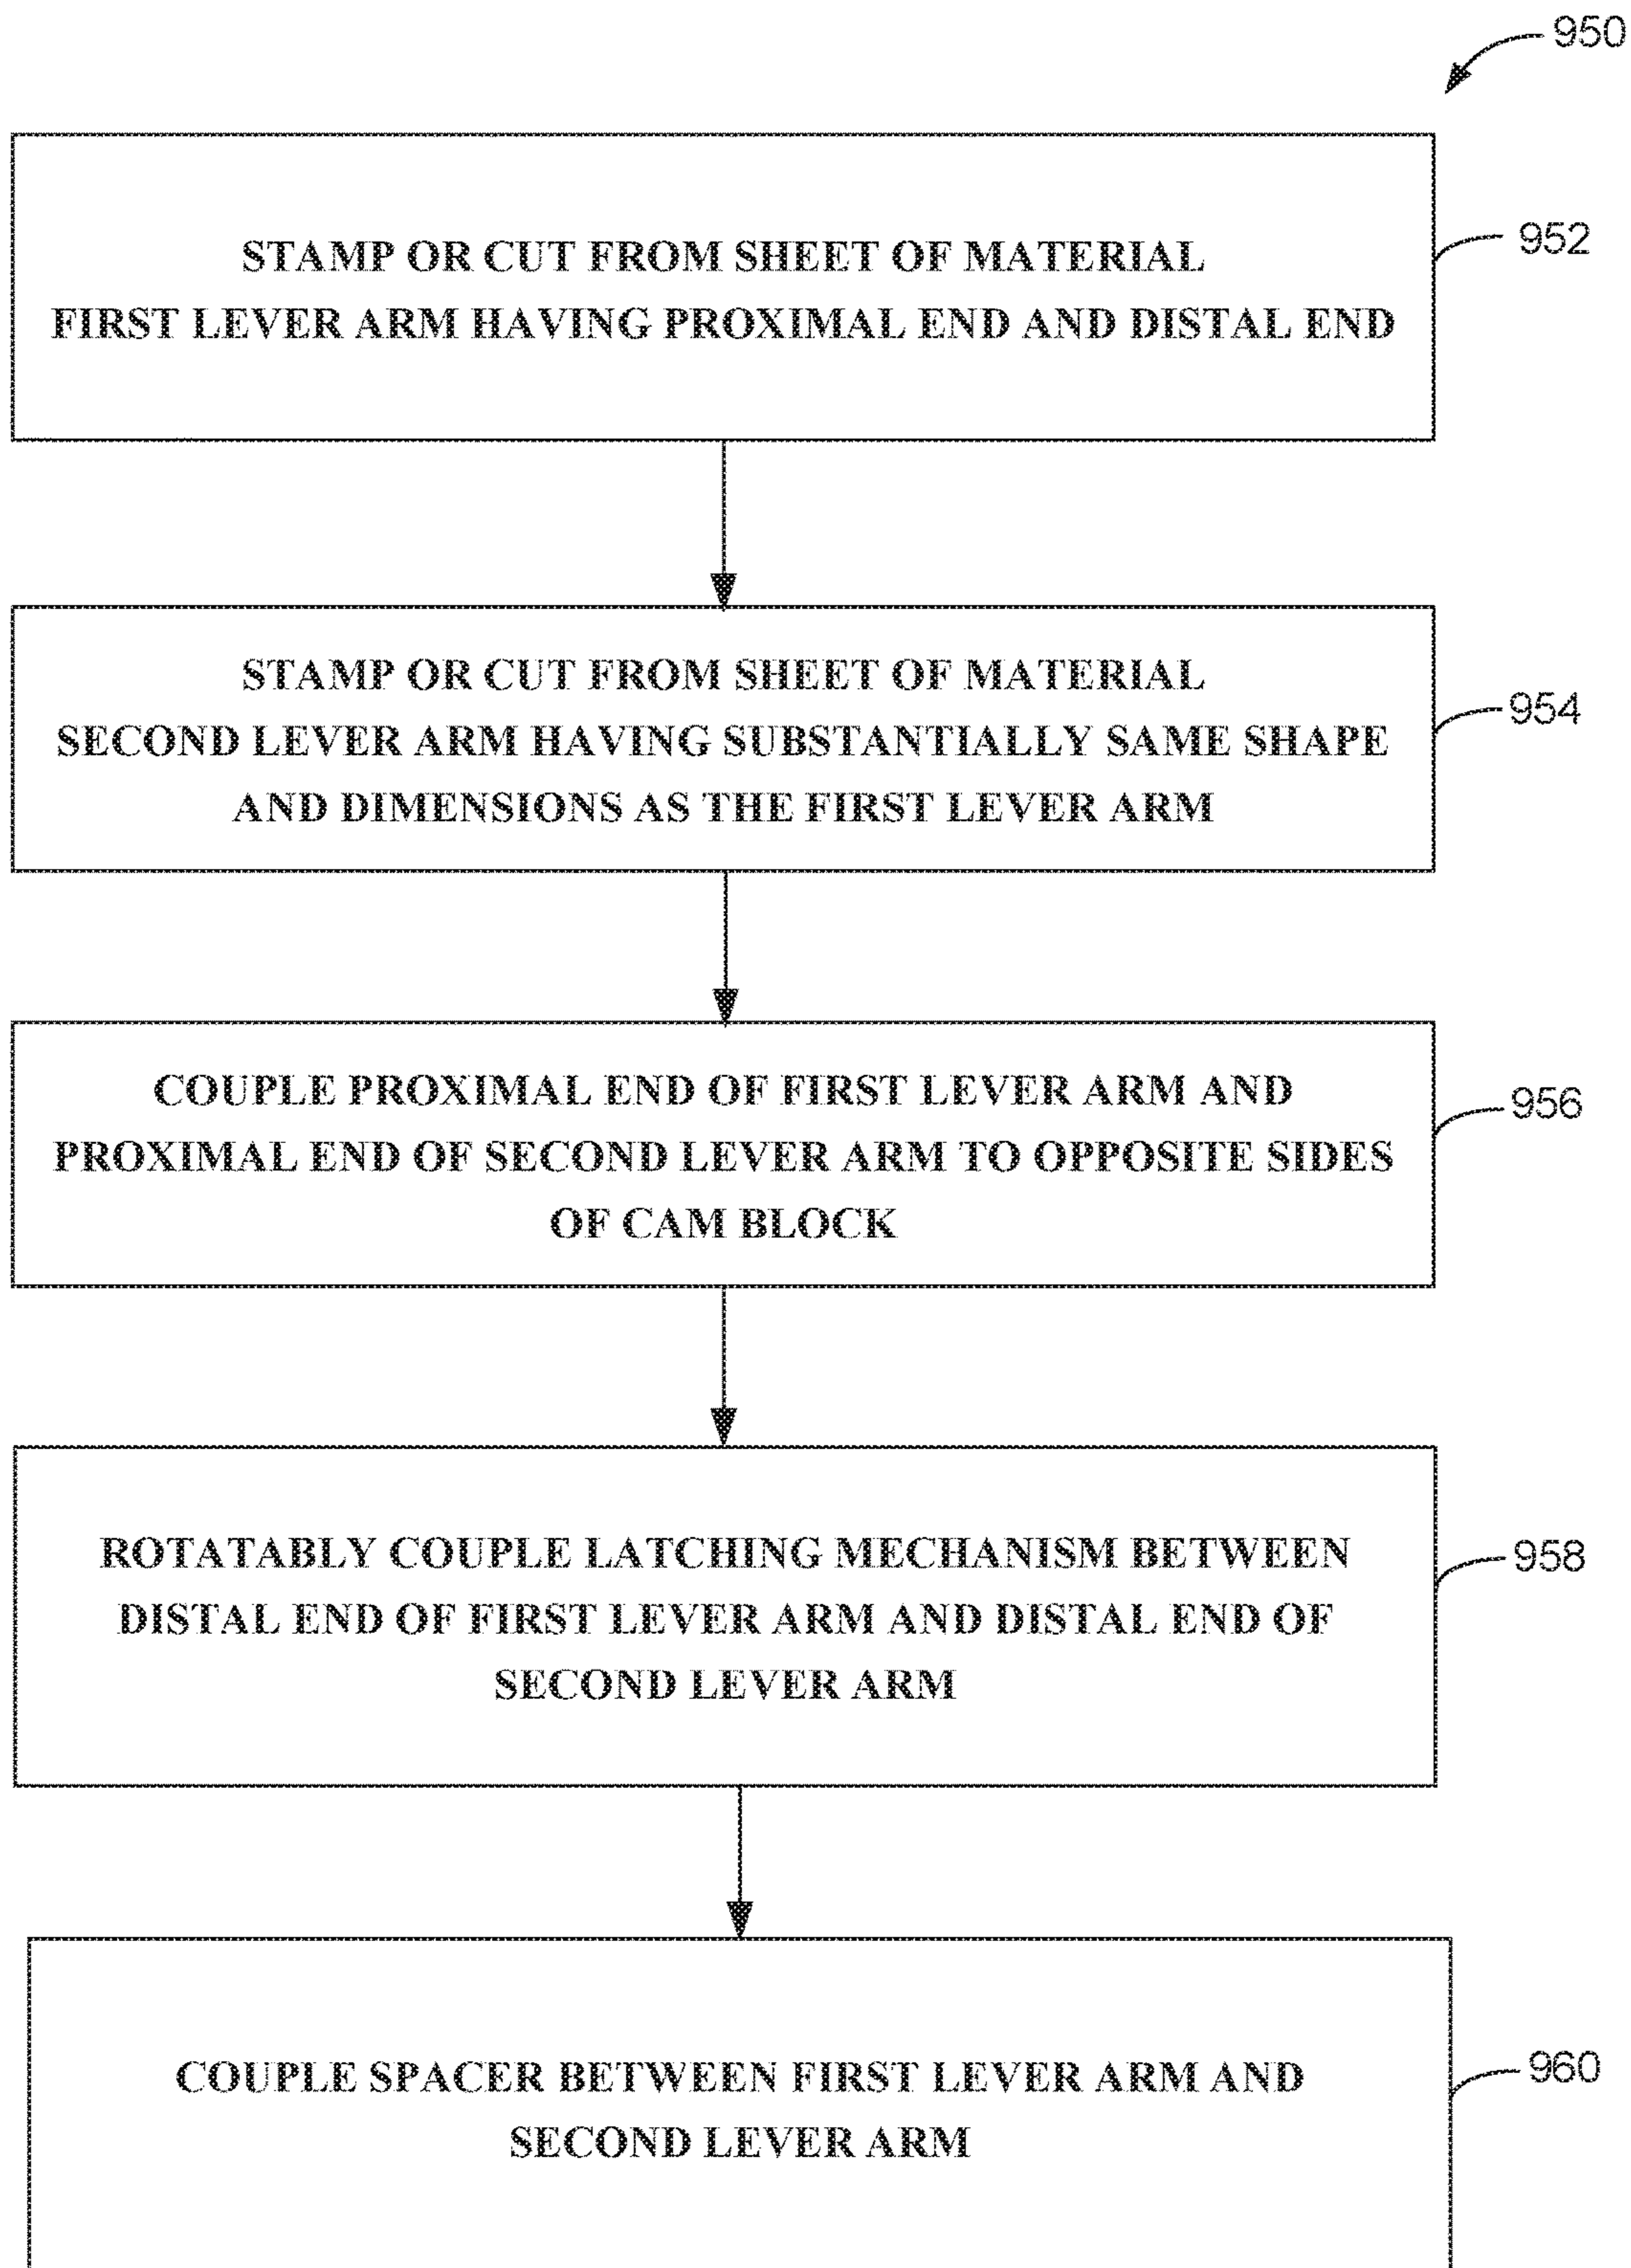 950
STAMP OR CUT FROM SHEET OF MATERIAL
FIRST LEVER ARM HAVING PROXIMAL END AND DISTAL END
952
STAMP OR CUT FROM SHEET OF MATERIAL
SECOND LEVER ARM HAVING SUBSTANTIALLY SAME SHAPE
AND DIMENSIONS AS THE FIRST LEVER ARM
954
COUPLE PROXIMAL END OF FIRST LEVER ARM AND
PROXIMAL END OF SECOND LEVER ARM TO OPPOSITE SIDES
OF CAM BLOCK
956
ROTATABLY COUPLE LATCHING MECHANISM BETWEEN
DISTAL END OF FIRST LEVER ARM AND DISTAL END OF
SECOND LEVER ARM
958
COUPLE SPACER BETWEEN FIRST LEVER ARM AND
SECOND LEVER ARM
960